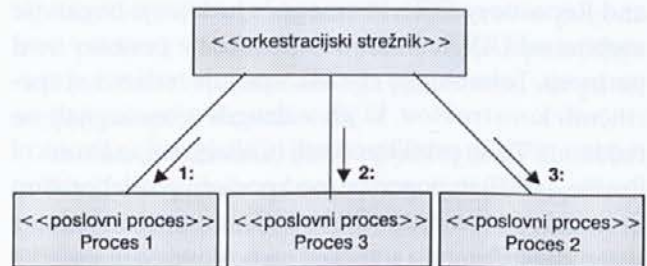 <<orkestracijski strežnik>>
1:
2:
3:
<<poslovni proces>>
Proces 1
<<poslovni proces>>
Proces 3
<<poslovni proces>>
Proces 2